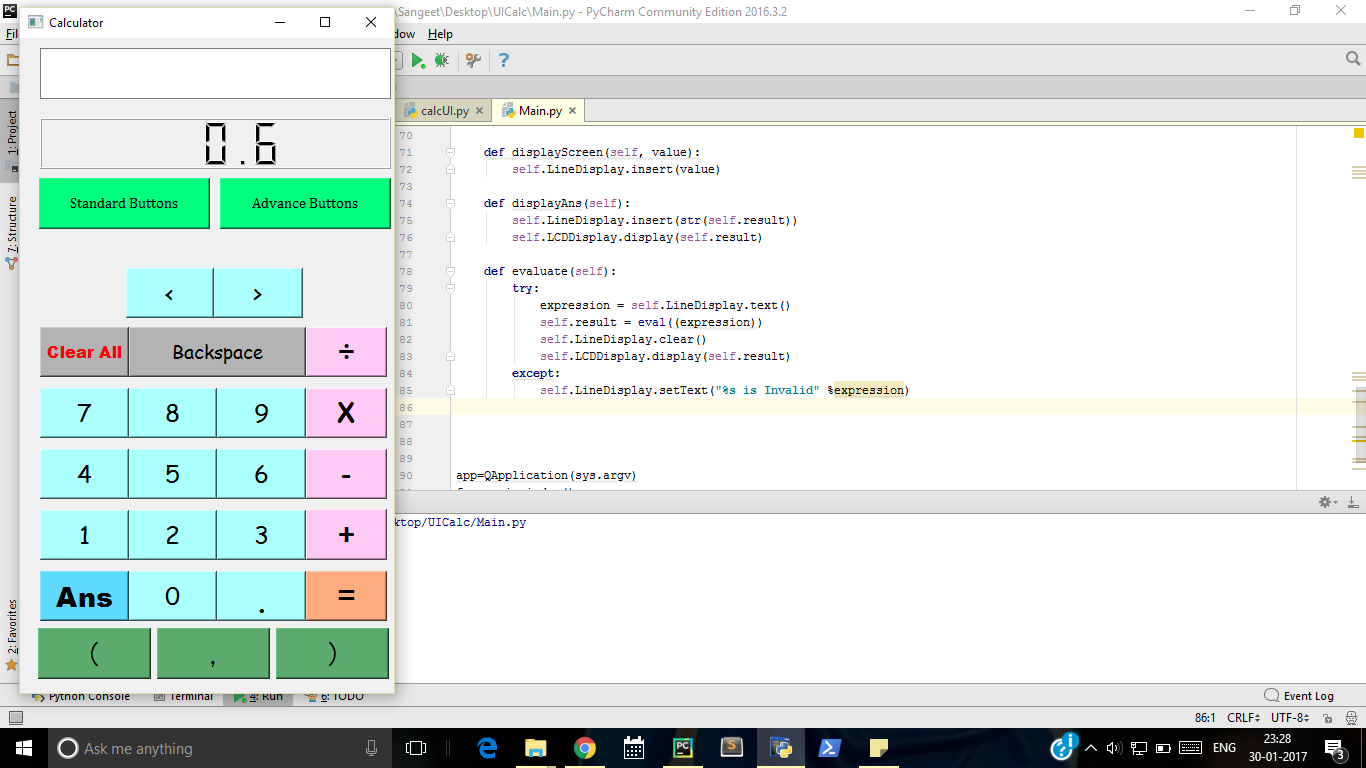 Calculator
\Sangeet\Desktop\UICalc\Main.py - PyCharm Community Edition 2016.3.2
Help
calcUI.py
Main.py
0.6
Standard Buttons
Advance Buttons
<
>
Clear All
Backspace
÷
7
8
9
X
4
5
6
-
1
2
3
+
Ans
0
.
=
(
,
)
1: Project
7: Structure
2: Favorites
70
71 def displayScreen(self, value):
72 self.LineDisplay.insert(value)
73
74 def displayAns(self):
75 self.LineDisplay.insert(str(self.result))
76 self.LCDDisplay.display(self.result)
77
78 def evaluate(self):
79 try:
80 expression = self.LineDisplay.text()
81 self.result = eval((expression))
82 self.LineDisplay.clear()
83 self.LCDDisplay.display(self.result)
84 except:
85 self.LineDisplay.setText("%s is Invalid" %expression)
86
87
88
89
90 app=QApplication(sys.argv)
ktop/UICalc/Main.py
Python Console
Terminal
4: Run
6: TODO
Event Log
86:1 CRLF UTF-8
Ask me anything
ENG
23:28
30-01-2017
3